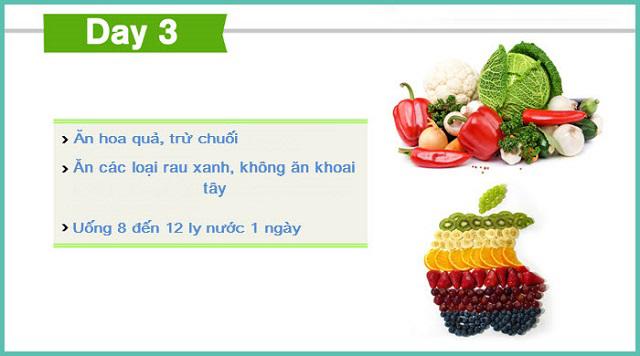 Day 3
Ăn hoa quả, trừ chuối
Ăn các loại rau xanh, không ăn khoai
tây
Uống 8 đến 12 ly nước 1 ngày